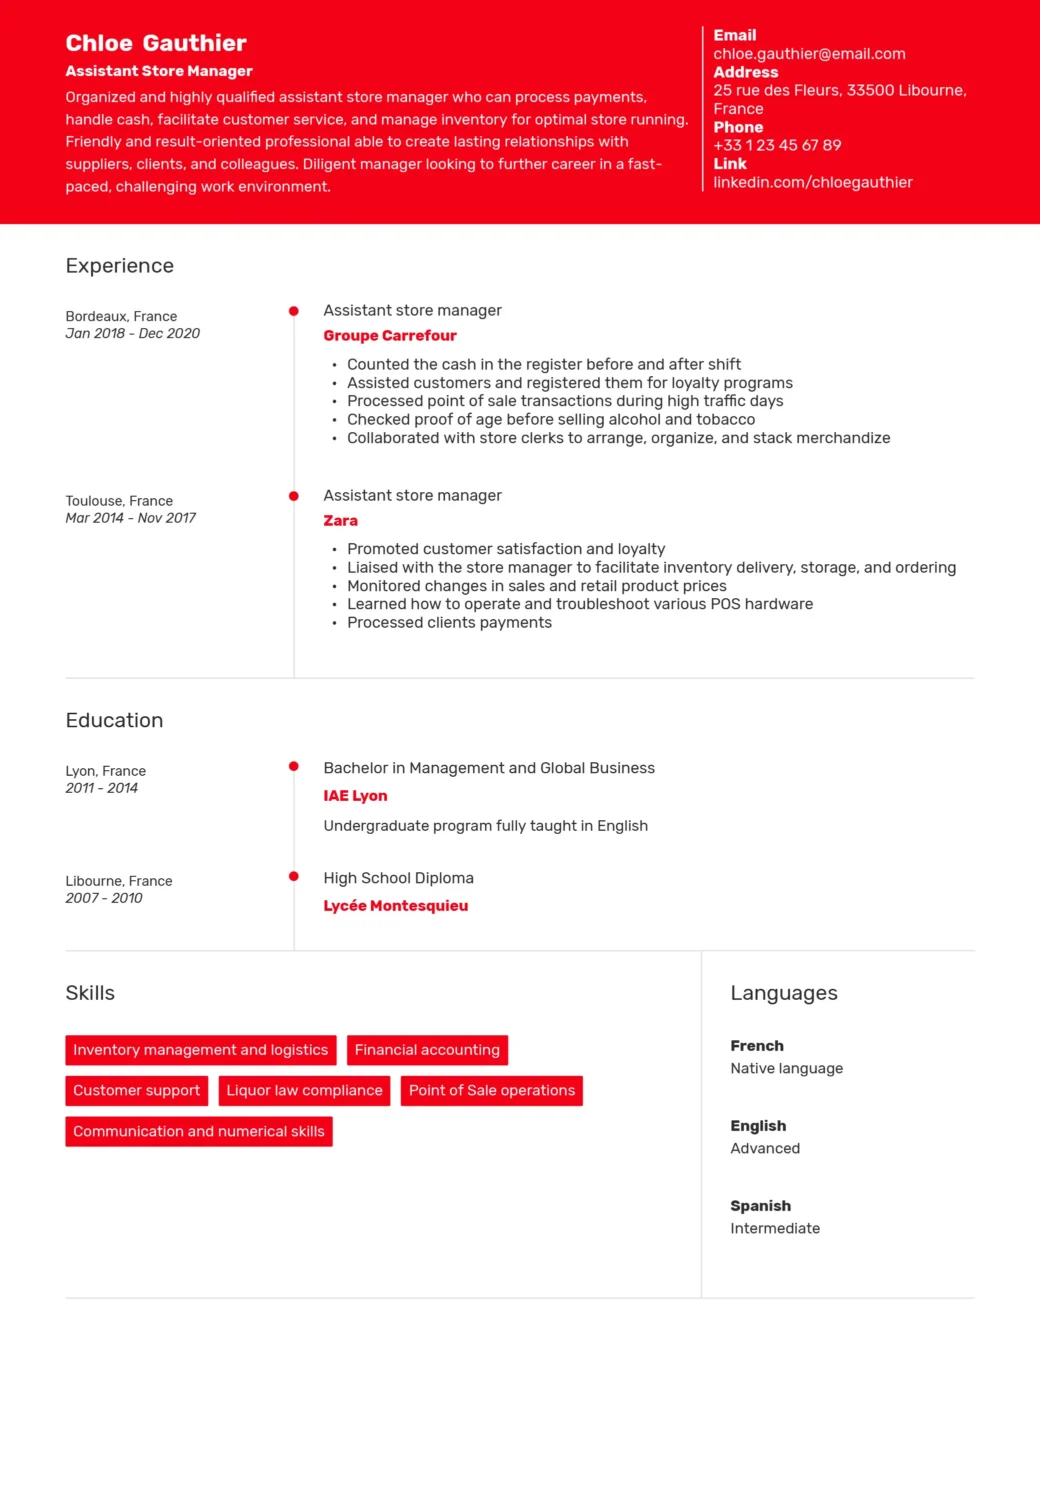 Chloe Gauthier
Assistant Store Manager
Organized and highly qualified assistant store manager who can process payments,
handle cash, facilitate customer service, and manage inventory for optimal store running.
Friendly and result-oriented professional able to create lasting relationships with
suppliers, clients, and colleagues. Diligent manager looking to further career in a fast-
paced, challenging work environment.
Email
chloe.gauthier@email.com
Address
25 rue des Fleurs, 33500 Libourne,
France
Phone
+33 1 23 45 67 89
Link
linkedin.com/chloegauthier
Experience
Bordeaux, France
Jan 2018 - Dec 2020
Assistant store manager
Groupe Carrefour
• Counted the cash in the register before and after shift
• Assisted customers and registered them for loyalty programs
• Processed point of sale transactions during high traffic days
• Checked proof of age before selling alcohol and tobacco
• Collaborated with store clerks to arrange, organize, and stack merchandize
Toulouse, France
Mar 2014 - Nov 2017
Assistant store manager
Zara
• Promoted customer satisfaction and loyalty
• Liaised with the store manager to facilitate inventory delivery, storage, and ordering
• Monitored changes in sales and retail product prices
• Learned how to operate and troubleshoot various POS hardware
• Processed clients payments
Education
Lyon, France
2011 - 2014
Bachelor in Management and Global Business
IAE Lyon
Undergraduate program fully taught in English
Libourne, France
2007 - 2010
High School Diploma
Lycée Montesquieu
Skills
Inventory management and logistics
Financial accounting
Customer support
Liquor law compliance
Point of Sale operations
Communication and numerical skills
Languages
French
Native language
English
Advanced
Spanish
Intermediate